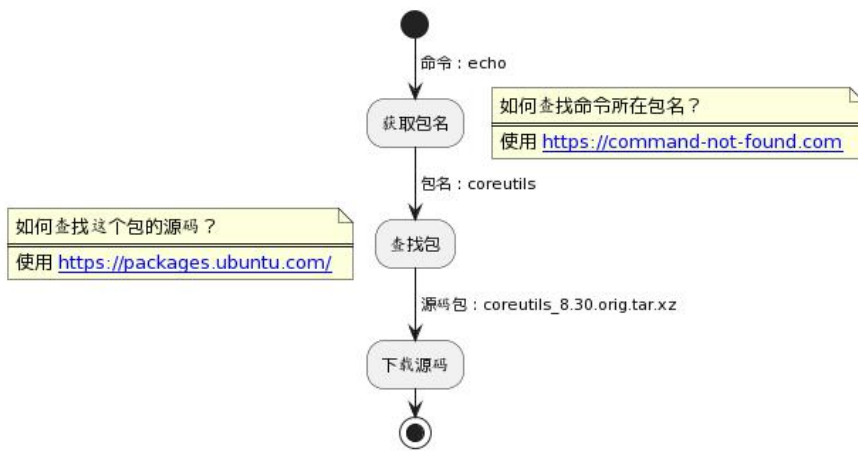 命令：echo
获取包名
如何查找命令所在包名？
使用 https://command-not-found.com
包名：coreutils
如何查找这个包的源码？
使用 https://packages.ubuntu.com/
查找包
源码包：coreutils_8.30.orig.tar.xz
下载源码